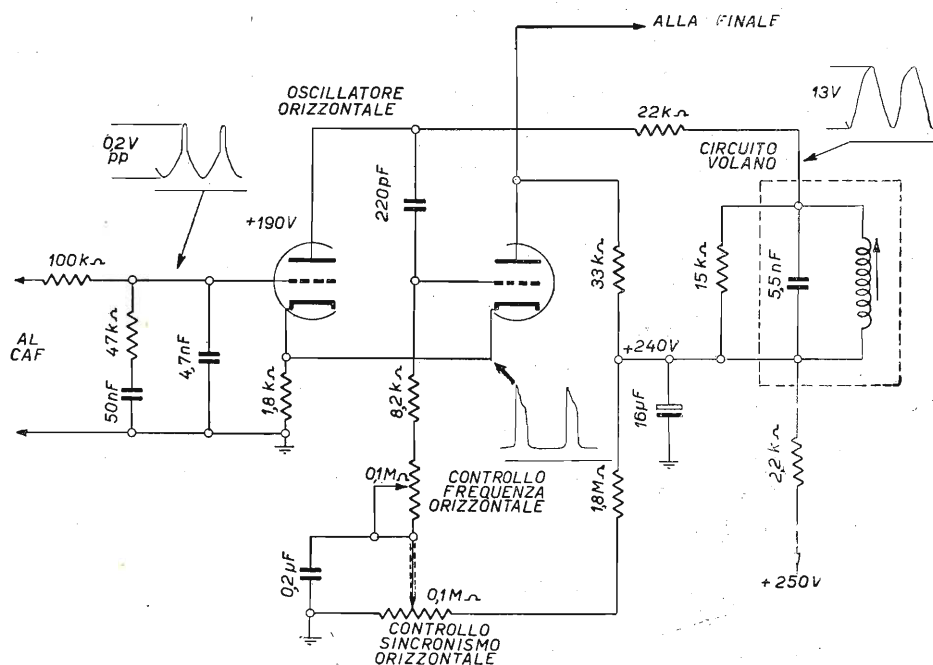 ALLA FINALE
OSCILLATORE
ORIZZONTALE
0,2V
pp
13V
22kΩ
CIRCUITO
VOLANO
+190V
220pF
100kΩ
AL
CAF
47kΩ
50nF
4,7nF
1,8kΩ
8,2kΩ
33kΩ
15kΩ
5,5nF
+240V
16µF
2,2kΩ
+250V
0,1MΩ
CONTROLLO
FREQUENZA
ORIZZONTALE
1,8MΩ
0,2µF
0,1MΩ
CONTROLLO
SINCRONISMO
ORIZZONTALE